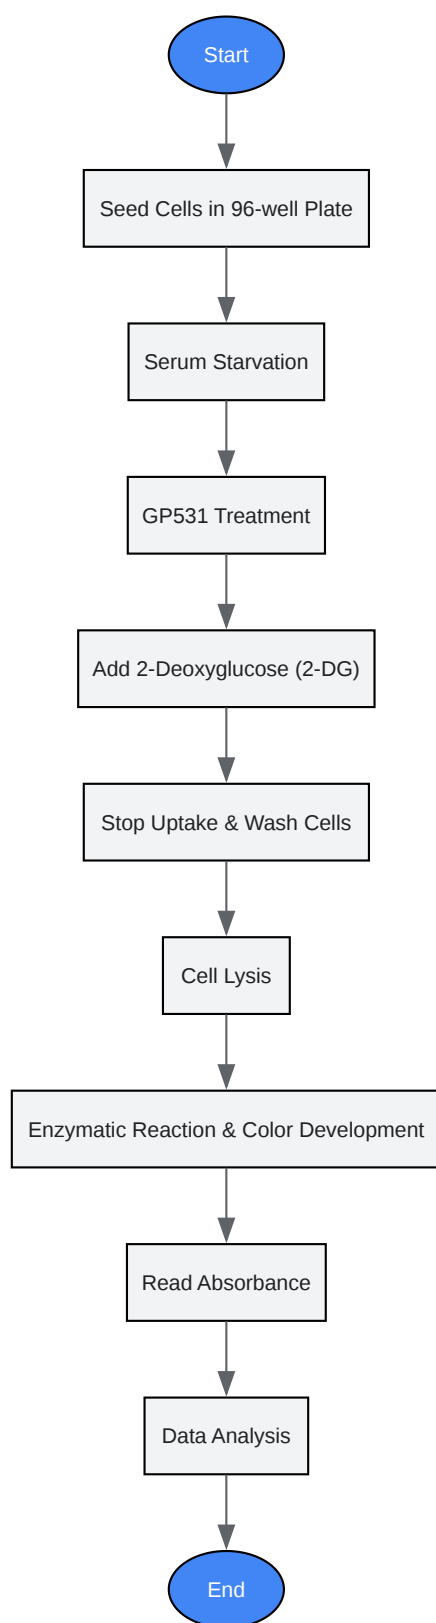 Start
Seed Cells in 96-well Plate
Serum Starvation
GP531 Treatment
Add 2-Deoxyglucose (2-DG)
Stop Uptake & Wash Cells
Cell Lysis
Enzymatic Reaction & Color Development
Read Absorbance
Data Analysis
End